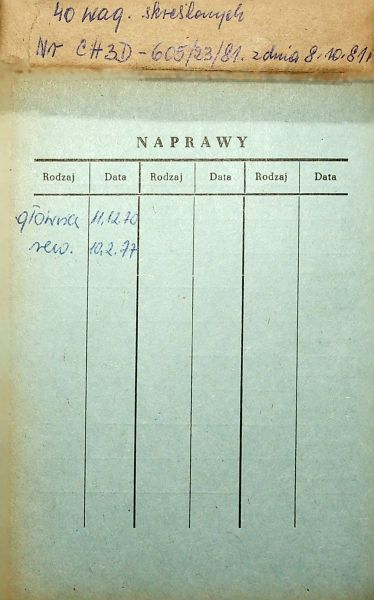 40 wag. skreślonych
Nr CH3D-605/23/81. z dnia 8.10.81r
NAPRAWY
Rodzaj Data Rodzaj Data Rodzaj Data
główna 11.12.70
rew. 10.2.77